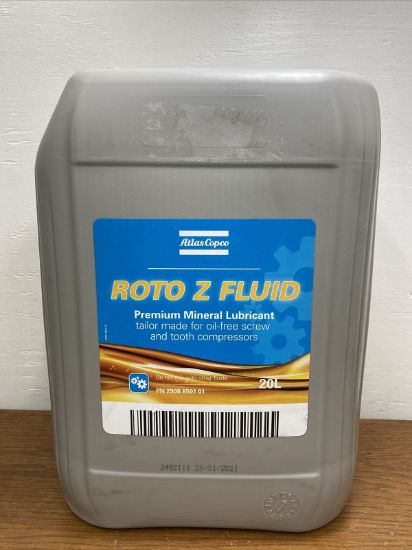 Atlas Copco
ROTO Z FLUID
Premium Mineral Lubricant
tailor made for oil-free screw
and tooth compressors
20L
PN 2908 8501 01
2482111 20/01/2021